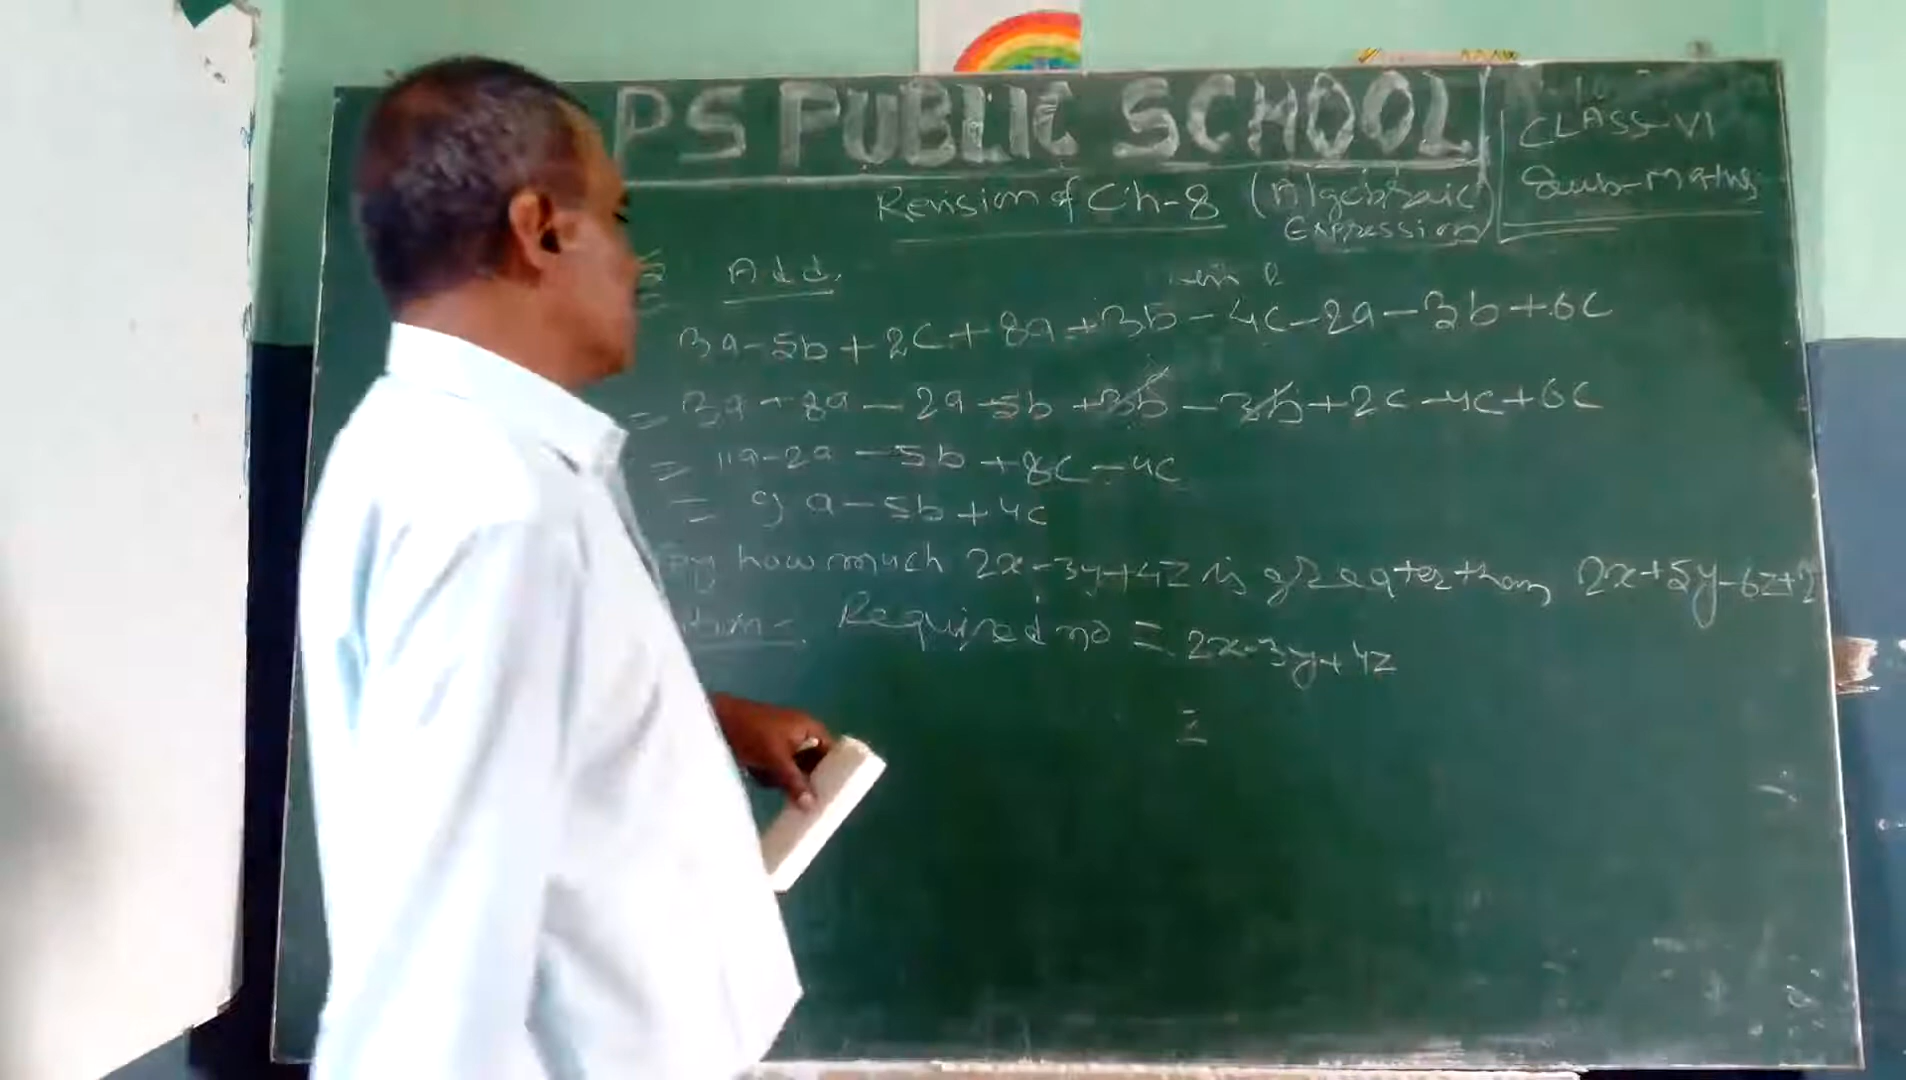 PS PUBLIC SCHOOL
CLASS-VI
Sub-Maths
Revision of Ch-8 (Algebraic
Expression)
Add.
3a-5b+2c+8a+3b-4c-2a-3b+6c
= 3a+8a-2a-5b+3b-3b+2c-4c+6c
= 11a-2a-5b+8c-4c
= 9a-5b+4c
By how much 2x-3y+4z is greater than 2x+5y-6z+2
Required no = 2x-3y+4z
=